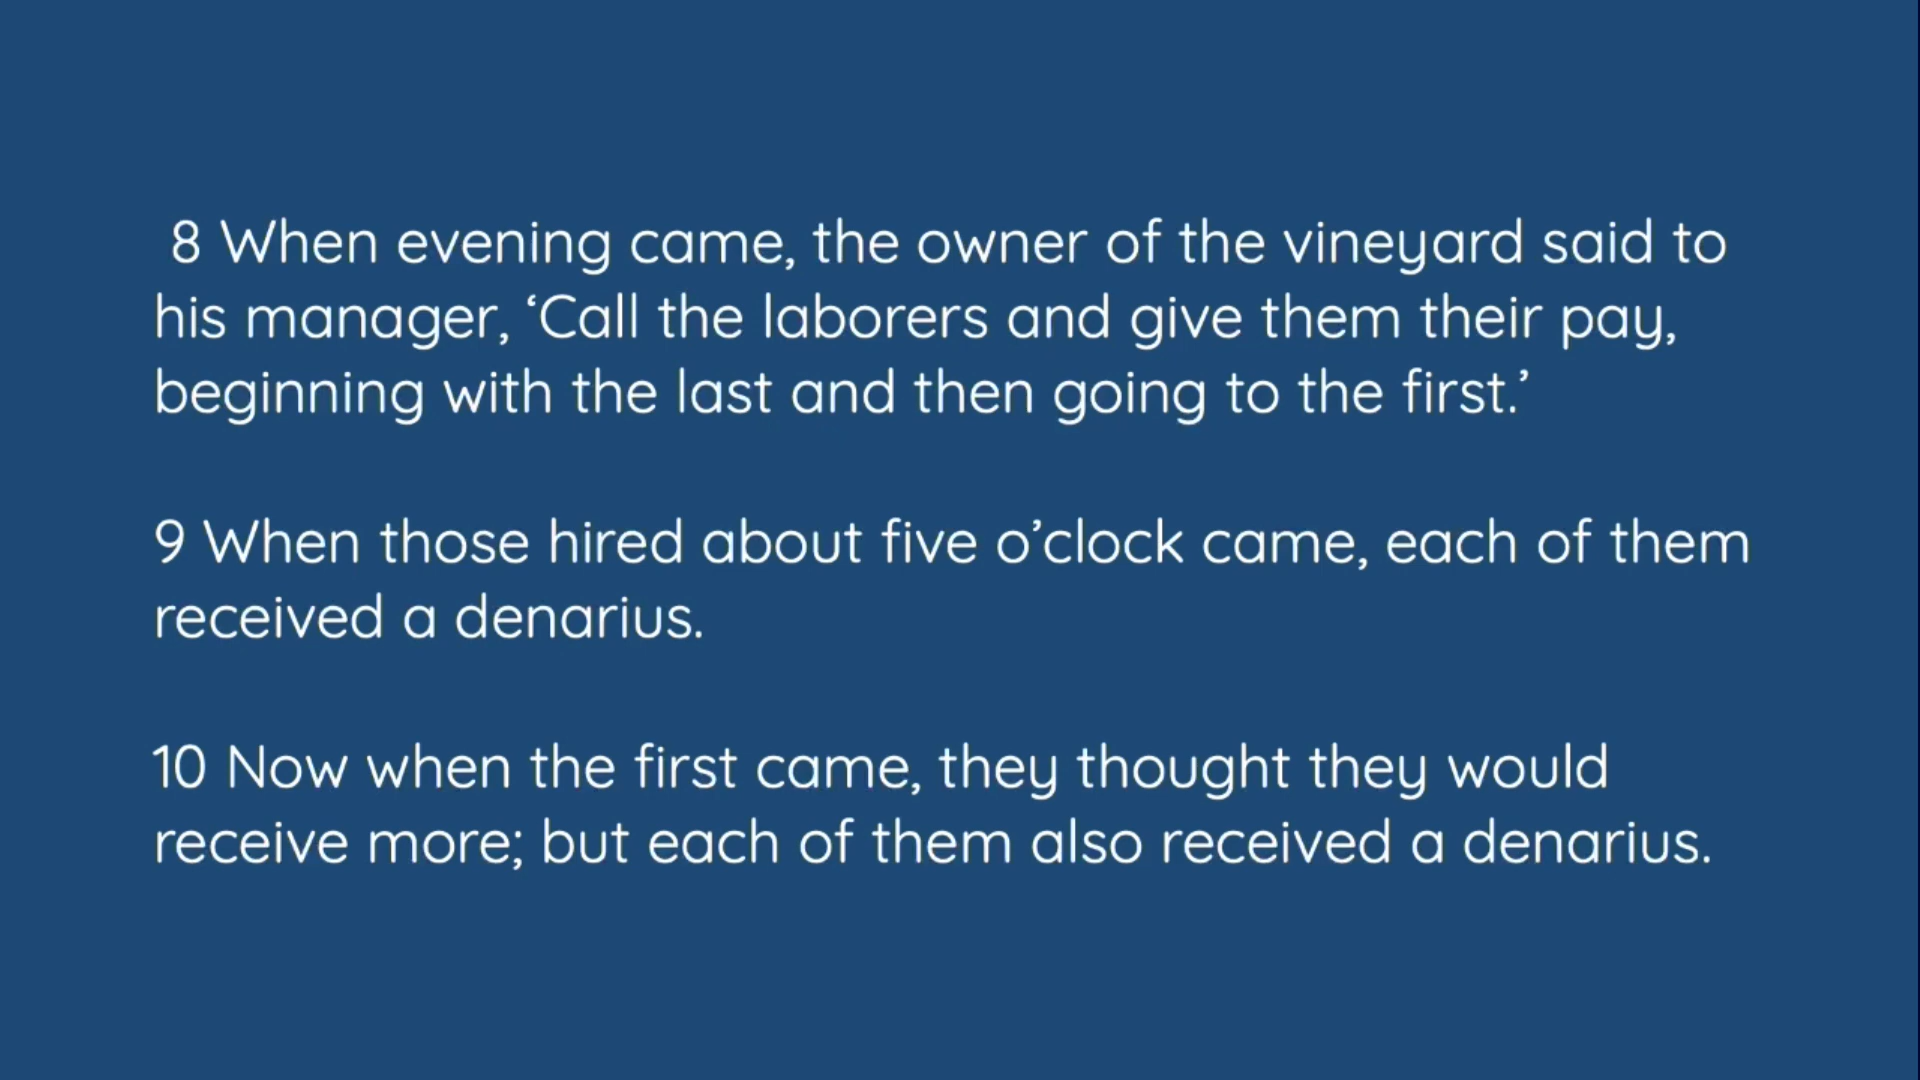 8 When evening came, the owner of the vineyard said to
his manager, ‘Call the laborers and give them their pay,
beginning with the last and then going to the first.’
9 When those hired about five o’clock came, each of them
received a denarius.
10 Now when the first came, they thought they would
receive more; but each of them also received a denarius.